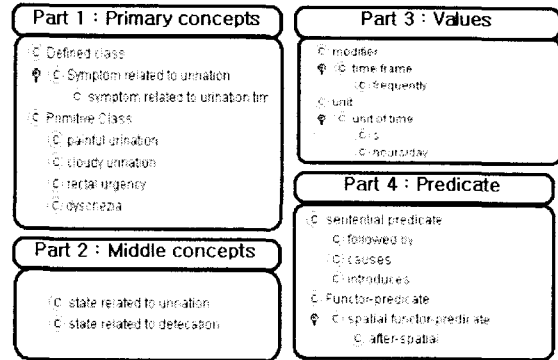 Part 1 : Primary concepts
C Defined class
C Symptom related to urination
C symptom related to urination tim
C Primitive Class
C painful urination
C cloudy urination
C rectal urgency
C dyschezia
Part 2 : Middle concepts
C state related to urination
C state related to defecation
Part 3 : Values
C modifier
C time frame
C frequently
C unit
C unit of time
C s
C hours/day
Part 4 : Predicate
C sentential predicate
C followed by
C causes
C introduces
C Functor-predicate
C spatial functor-predicate
C after-spatial